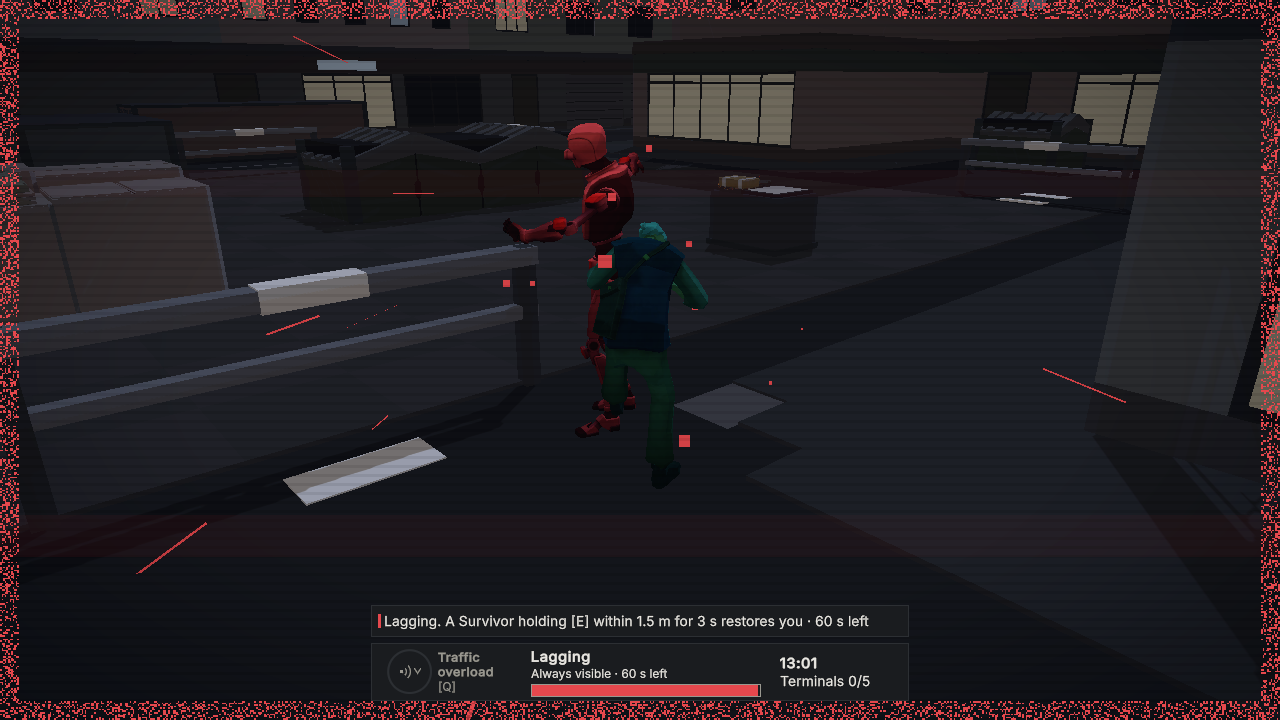 Lagging. A Survivor holding [E] within 1.5 m for 3 s restores you · 60 s left
Traffic
overload
[Q]
Lagging
Always visible · 60 s left
13:01
Terminals 0/5